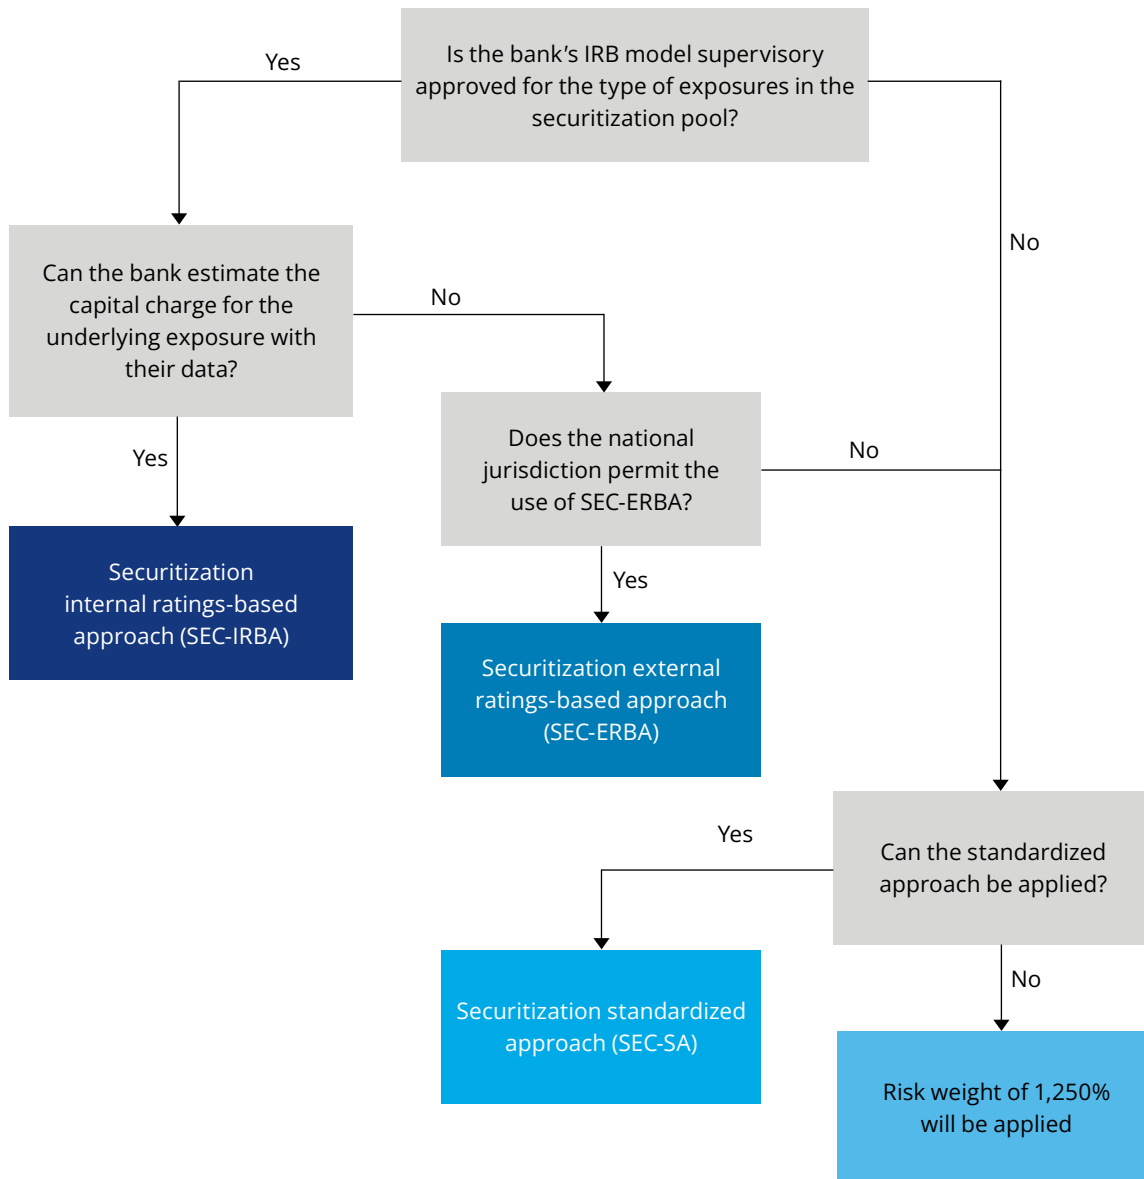 Is the bank’s IRB model supervisory
approved for the type of exposures in the
securitization pool?
Yes
No
Can the bank estimate the
capital charge for the
underlying exposure with
their data?
No
Yes
Does the national
jurisdiction permit the
use of SEC-ERBA?
No
Yes
Securitization
internal ratings-based
approach (SEC-IRBA)
Securitization external
ratings-based approach
(SEC-ERBA)
Can the standardized
approach be applied?
Yes
No
Securitization standardized
approach (SEC-SA)
Risk weight of 1,250%
will be applied